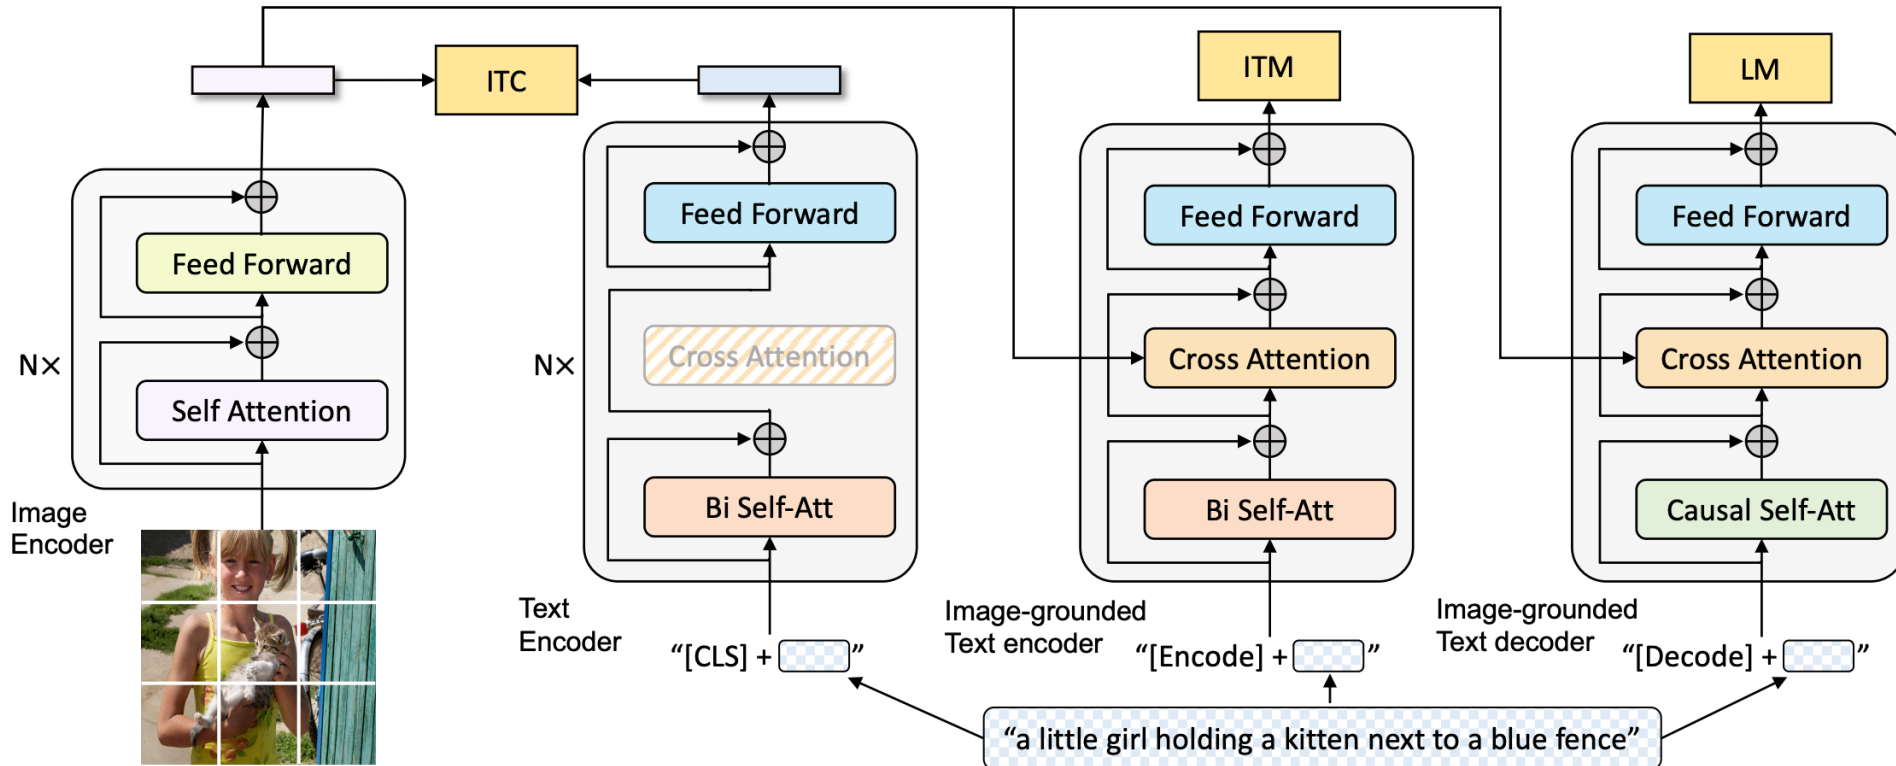 ITC
ITM
LM
Feed Forward
Self Attention
N×
Image
Encoder
Feed Forward
Cross Attention
Bi Self-Att
N×
Text
Encoder
“[CLS] + ”
Feed Forward
Cross Attention
Bi Self-Att
Image-grounded
Text encoder
“[Encode] + ”
Feed Forward
Cross Attention
Causal Self-Att
Image-grounded
Text decoder
“[Decode] + ”
“a little girl holding a kitten next to a blue fence”